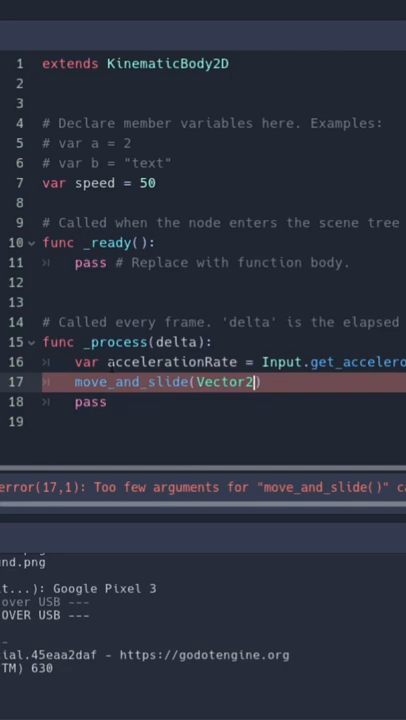 1 extends KinematicBody2D
2
3
4 # Declare member variables here. Examples:
5 # var a = 2
6 # var b = "text"
7 var speed = 50
8
9 # Called when the node enters the scene tree
10 func _ready():
11 pass # Replace with function body.
12
13
14 # Called every frame. 'delta' is the elapsed
15 func _process(delta):
16 var accelerationRate = Input.get_accelero
17 move_and_slide(Vector2)
18 pass
19
error(17,1): Too few arguments for "move_and_slide()" ca
nd.png
t...): Google Pixel 3
over USB ---
OVER USB ---
--
ial.45eaa2daf - https://godotengine.org
TM) 630